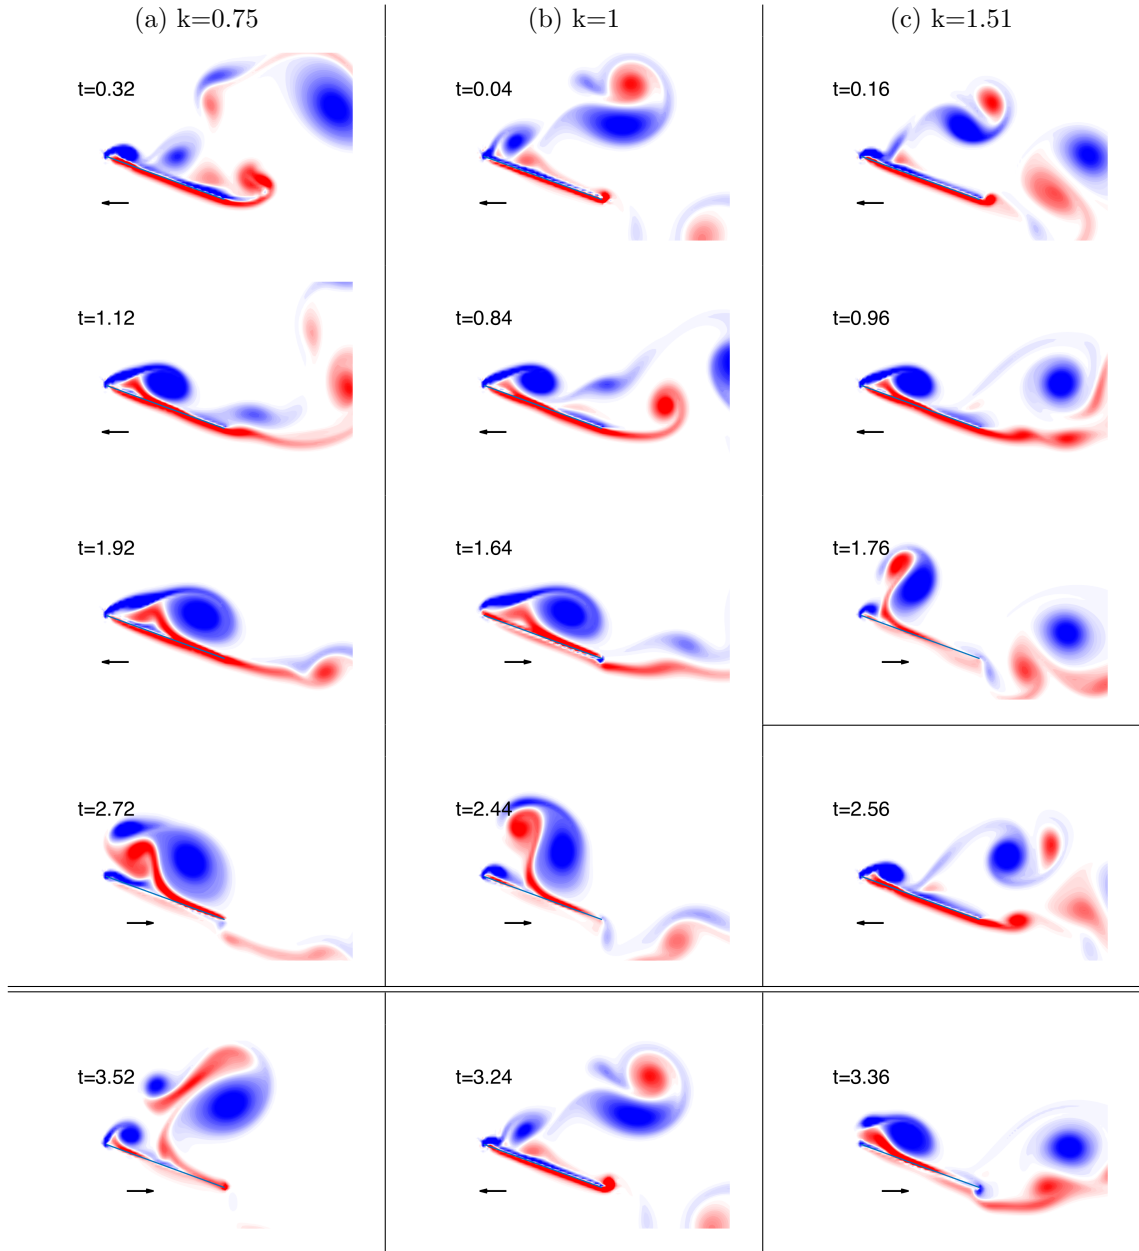 (a) k=0.75 (b) k=1 (c) k=1.51
t=0.32 t=0.04 t=0.16
t=1.12 t=0.84 t=0.96
t=1.92 t=1.64 t=1.76
t=2.72 t=2.44 t=2.56
t=3.52 t=3.24 t=3.36